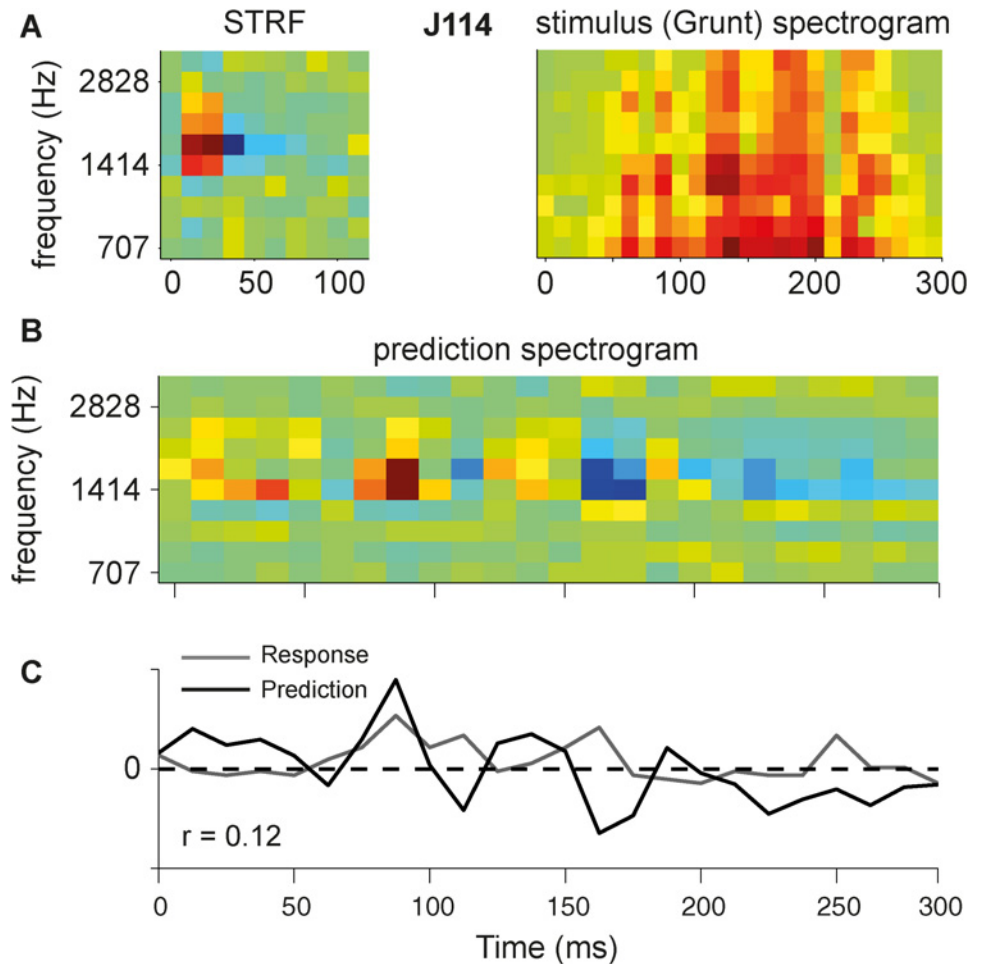 A
STRF
J114
stimulus (Grunt) spectrogram
frequency (Hz)
2828
1414
707
0 50 100
0 100 200 300
B
prediction spectrogram
frequency (Hz)
2828
1414
707
C
Response
Prediction
0
r = 0.12
0 50 100 150 200 250 300
Time (ms)